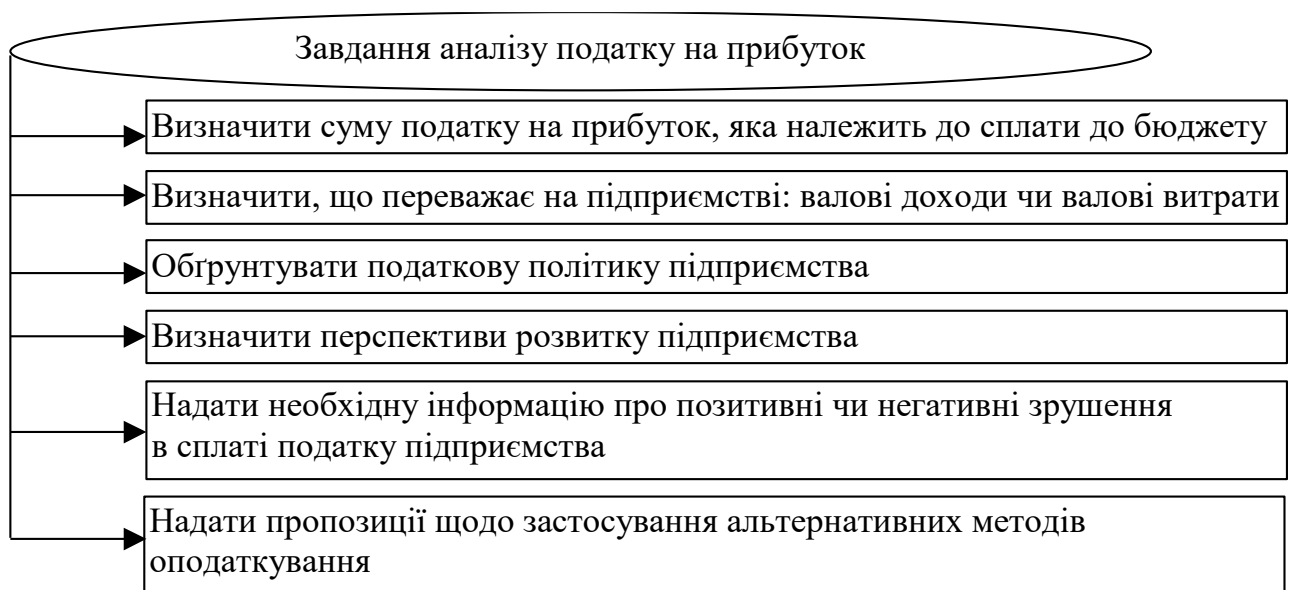 Завдання аналізу податку на прибуток
Визначити суму податку на прибуток, яка належить до сплати до бюджету
Визначити, що переважає на підприємстві: валові доходи чи валові витрати
Обґрунтувати податкову політику підприємства
Визначити перспективи розвитку підприємства
Надати необхідну інформацію про позитивні чи негативні зрушення
в сплаті податку підприємства
Надати пропозиції щодо застосування альтернативних методів
оподаткування